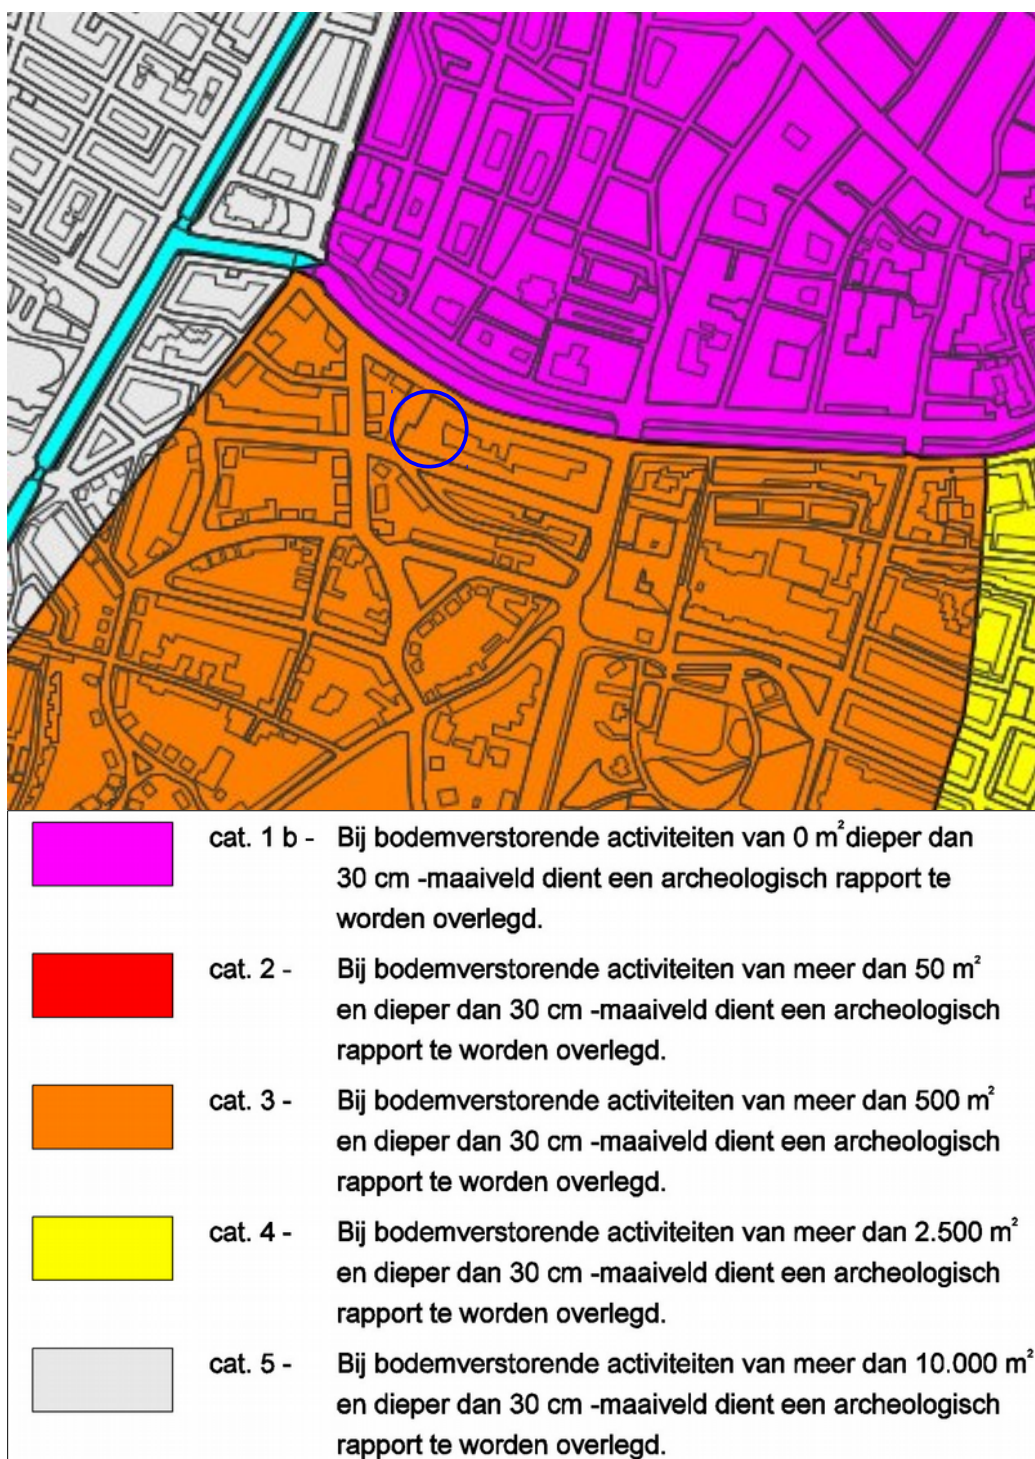 cat. 1 b - Bij bodemverstorende activiteiten van 0 m² dieper dan
30 cm -maaiveld dient een archeologisch rapport te
worden overlegd.
cat. 2 - Bij bodemverstorende activiteiten van meer dan 50 m²
en dieper dan 30 cm -maaiveld dient een archeologisch
rapport te worden overlegd.
cat. 3 - Bij bodemverstorende activiteiten van meer dan 500 m²
en dieper dan 30 cm -maaiveld dient een archeologisch
rapport te worden overlegd.
cat. 4 - Bij bodemverstorende activiteiten van meer dan 2.500 m²
en dieper dan 30 cm -maaiveld dient een archeologisch
rapport te worden overlegd.
cat. 5 - Bij bodemverstorende activiteiten van meer dan 10.000 m²
en dieper dan 30 cm -maaiveld dient een archeologisch
rapport te worden overlegd.